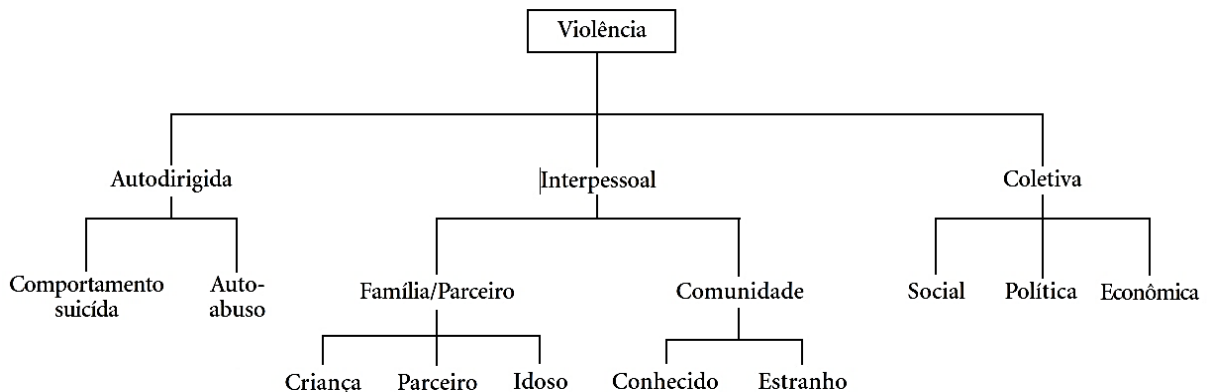 Violência
Autodirigida
Interpessoal
Coletiva
Comportamento
suicída
Auto-
abuso
Família/Parceiro
Comunidade
Social
Política
Econômica
Criança
Parceiro
Idoso
Conhecido
Estranho